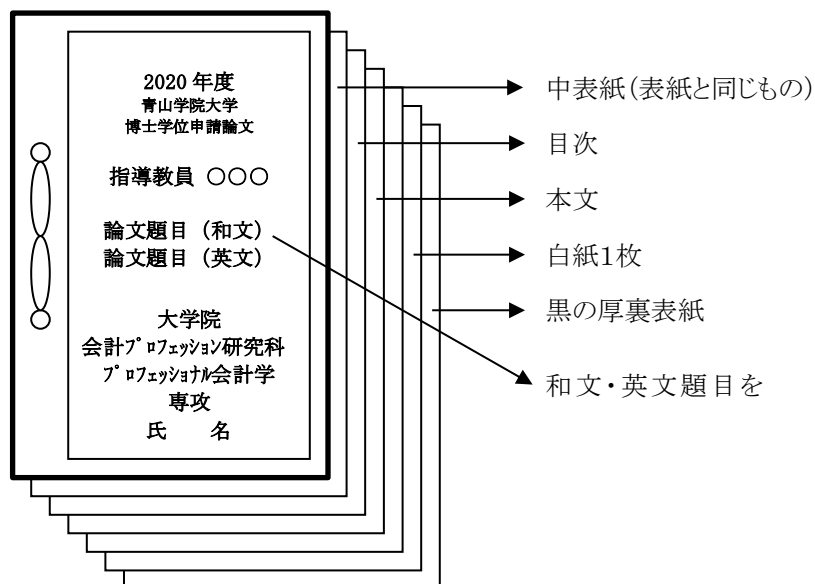 2020 年度
青山学院大学
博士学位申請論文
指導教員 ○○○
論文題目（和文）
論文題目（英文）
大学院
会計ﾌﾟﾛﾌｪｯｼｮﾝ研究科
ﾌﾟﾛﾌｪｯｼｮﾅﾙ会計学
専攻
氏　　名
中表紙（表紙と同じもの）
目次
本文
白紙1枚
黒の厚裏表紙
和文・英文題目を